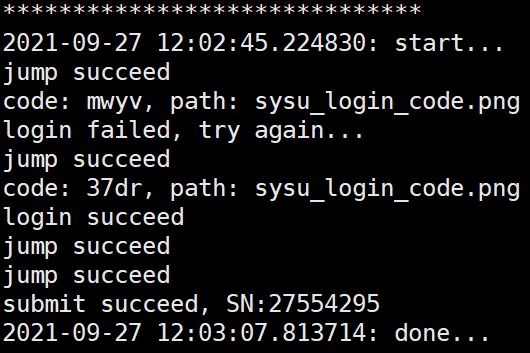 ******************************
2021-09-27 12:02:45.224830: start...
jump succeed
code: mwyv, path: sysu_login_code.png
login failed, try again...
jump succeed
code: 37dr, path: sysu_login_code.png
login succeed
jump succeed
jump succeed
submit succeed, SN:27554295
2021-09-27 12:03:07.813714: done...